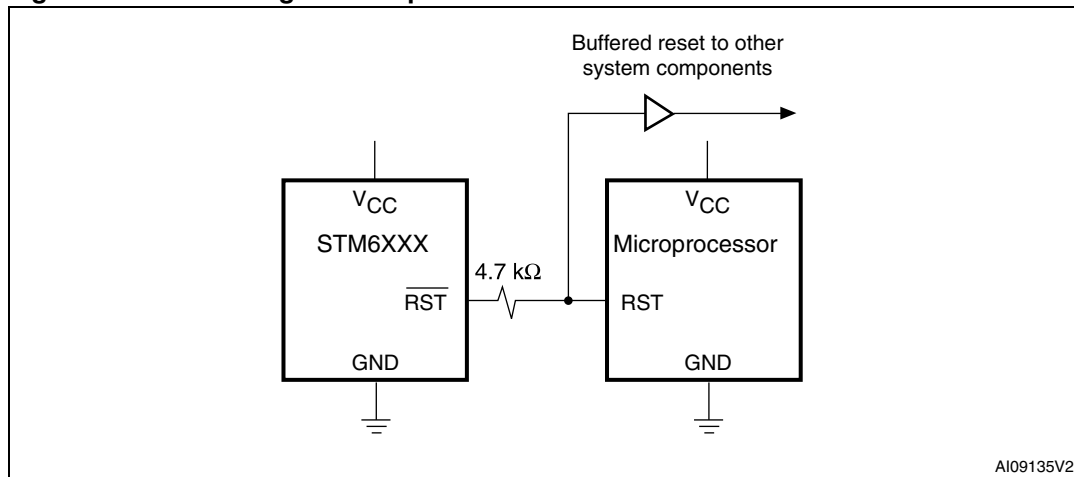 Buffered reset to other
system components
VCC
STM6XXX
RST
GND
4.7 kΩ
VCC
Microprocessor
RST
GND
AI09135V2